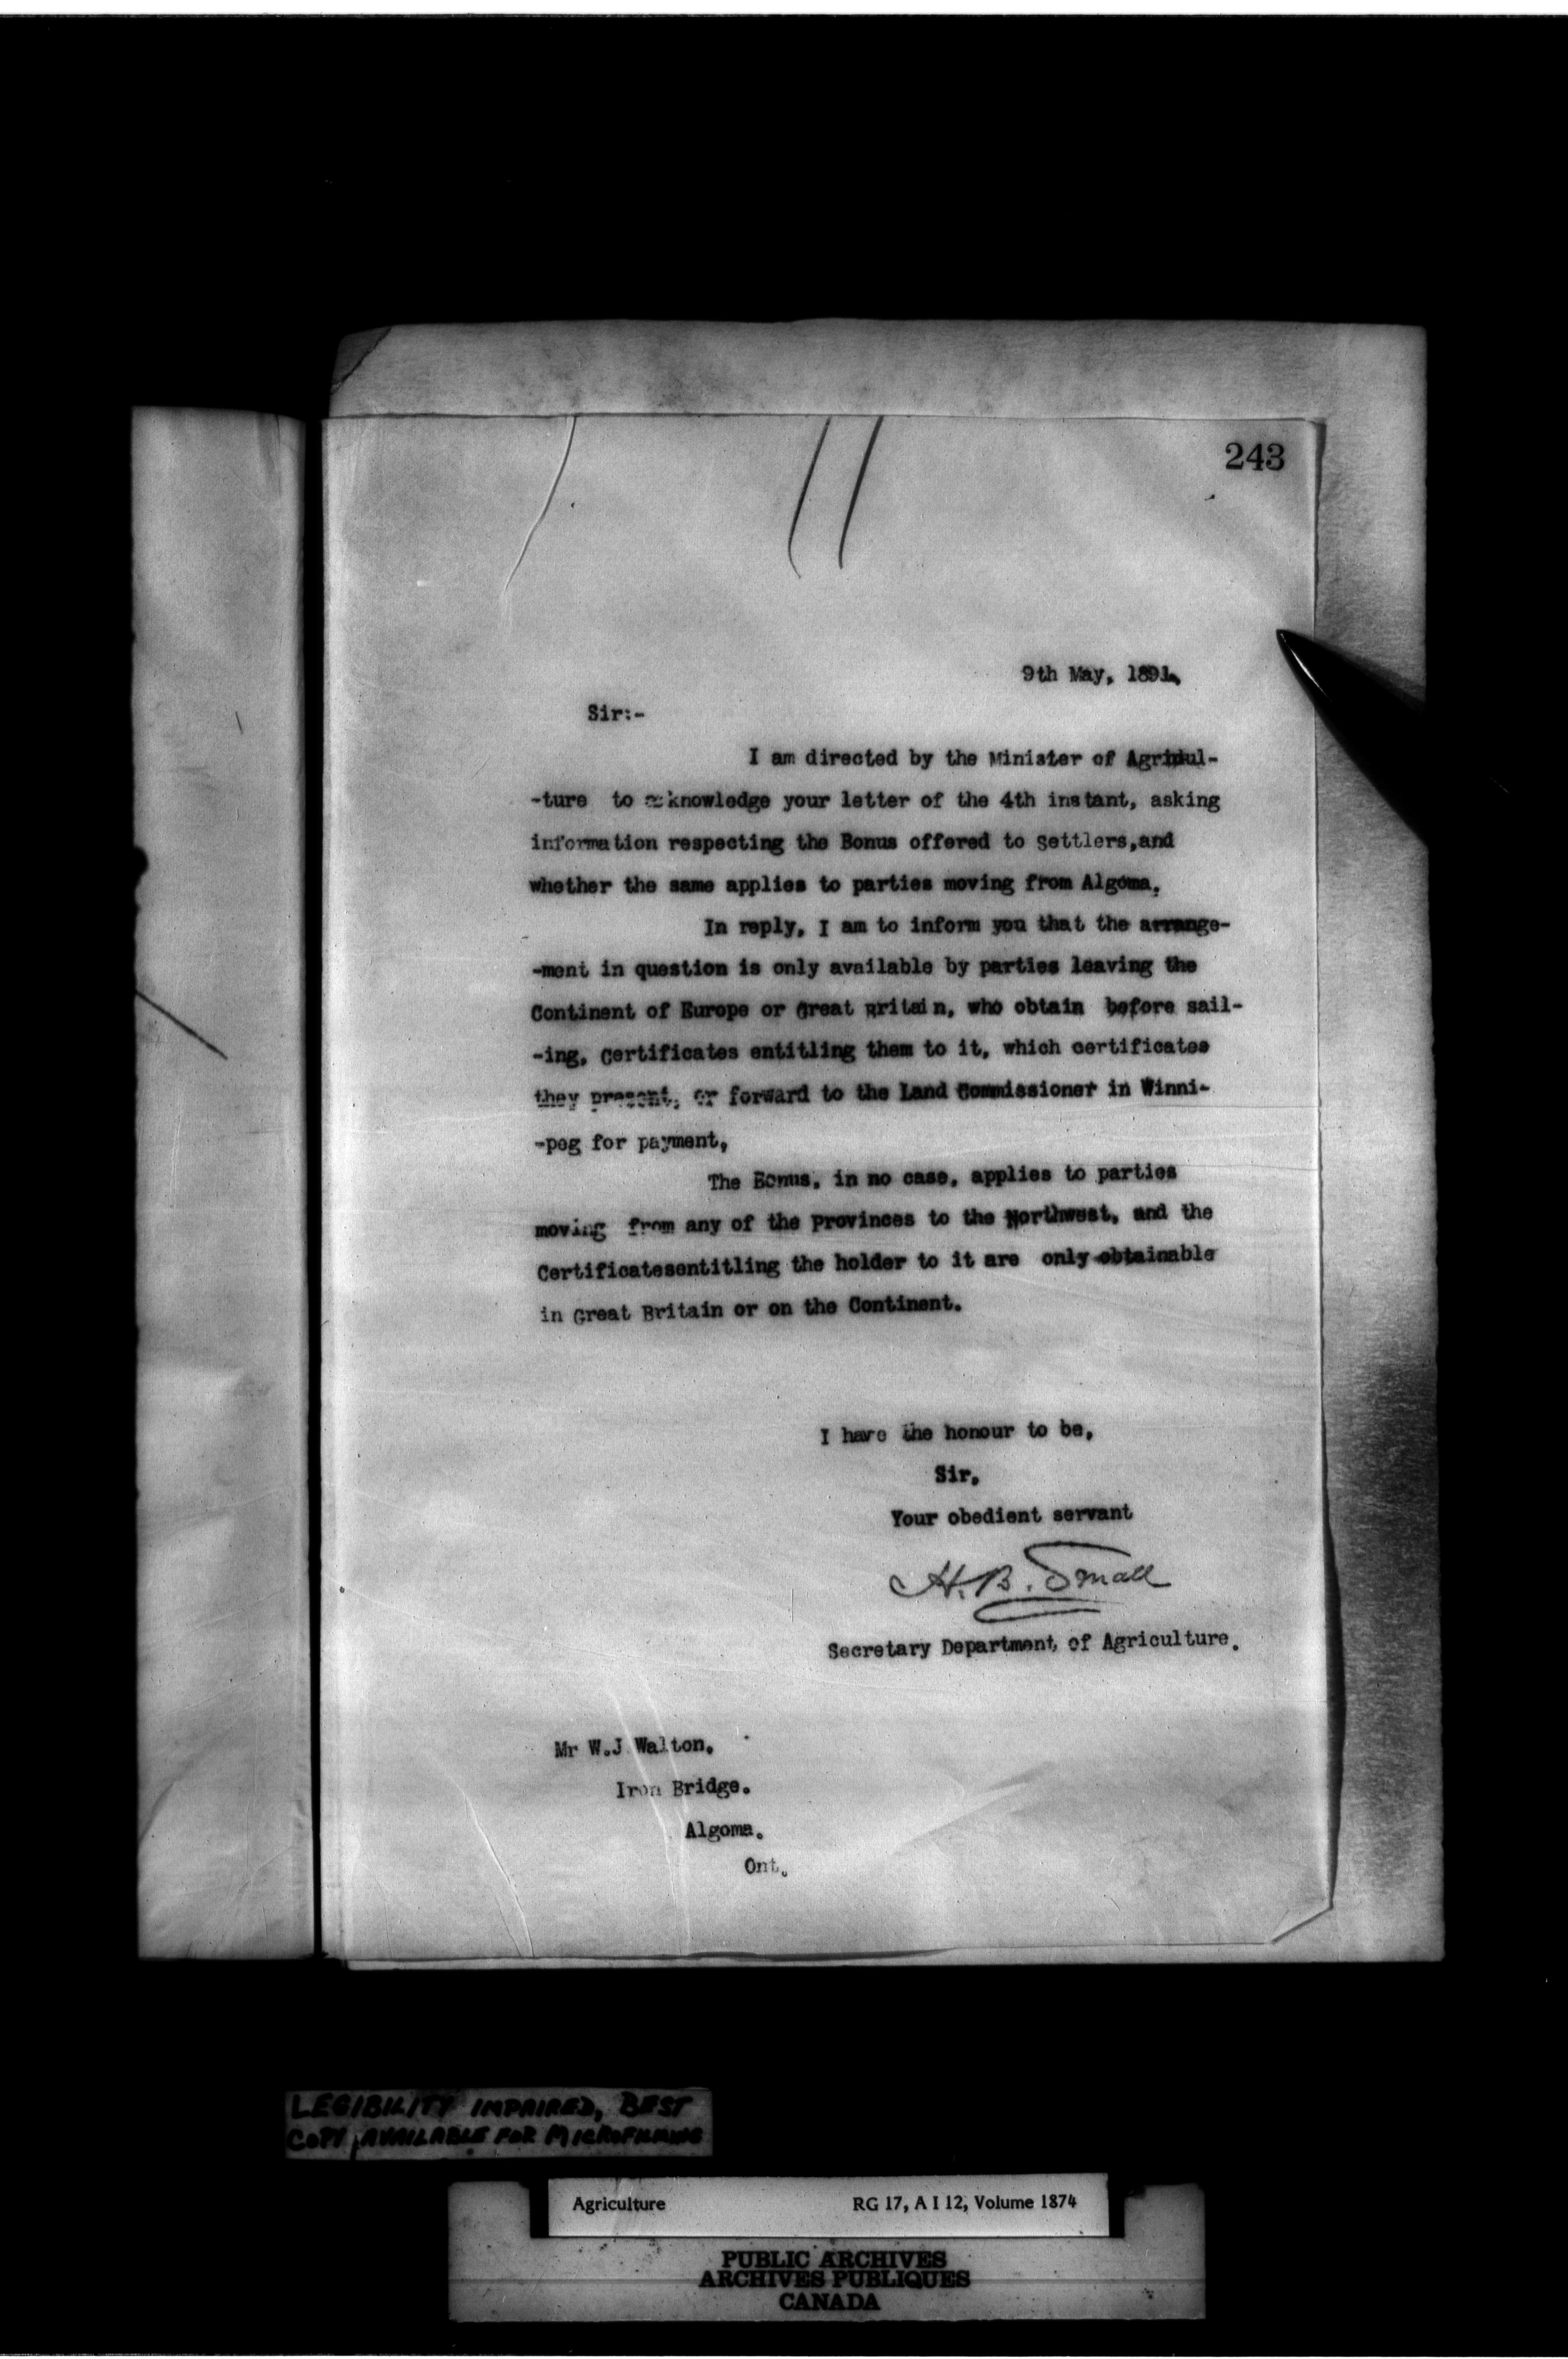 243
9th May, 1891.
Sir:-
I am directed by the Minister of Agricul-
-ture to acknowledge your letter of the 4th instant, asking
information respecting the Bonus offered to Settlers,and
whether the same applies to parties moving from Algoma.
In reply, I am to inform you that the arrange-
-ment in question is only available by parties leaving the
Continent of Europe or Great Britain, who obtain before sail-
-ing, Certificates entitling them to it, which certificates
they present, or forward to the Land Commissioner in Winni-
-peg for payment,
The Bonus, in no case, applies to parties
moving from any of the Provinces to the Northwest, and the
Certificatesentitling the holder to it are only obtainable
in Great Britain or on the Continent.
I have the honour to be,
Sir,
Your obedient servant
H. B. Small
Secretary Department, of Agriculture.
Mr W.J Walton.
Iron Bridge.
Algoma.
Ont.
LEGIBILITY IMPAIRED, BEST
COPY AVAILABLE FOR MICROFILMING
Agriculture RG 17, A I 12, Volume 1874
PUBLIC ARCHIVES
ARCHIVES PUBLIQUES
CANADA